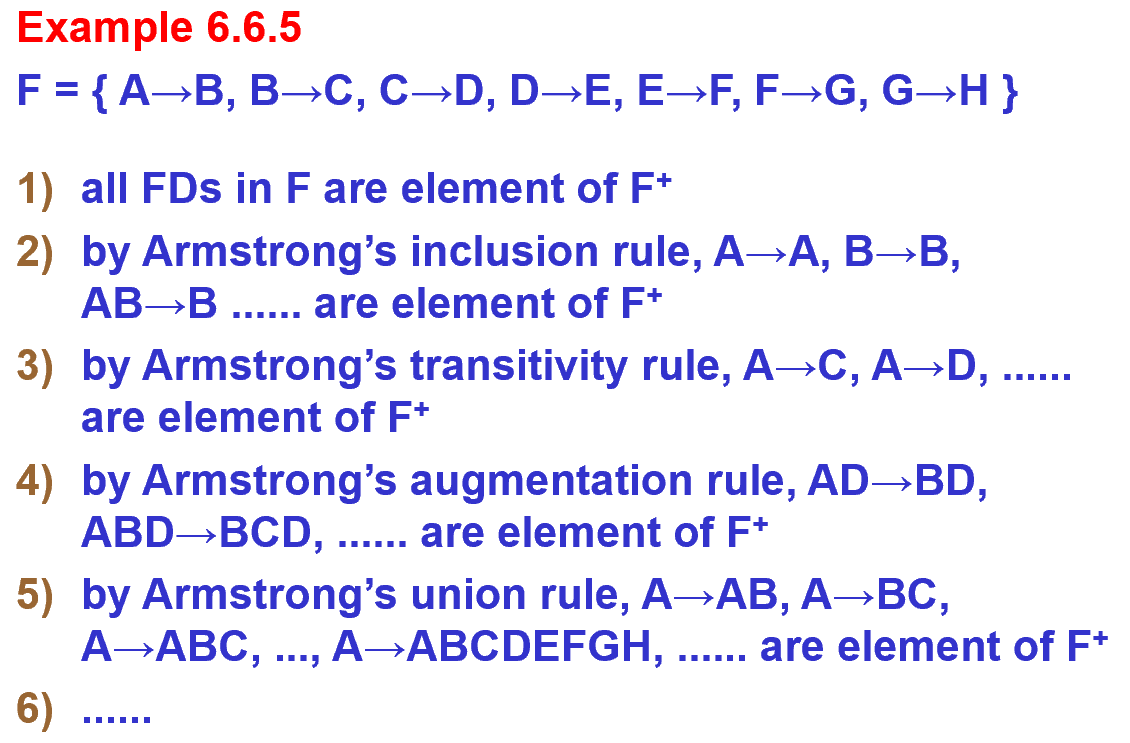 Example 6.6.5
F = { A→B, B→C, C→D, D→E, E→F, F→G, G→H }
1) all FDs in F are element of F⁺
2) by Armstrong’s inclusion rule, A→A, B→B,
AB→B ...... are element of F⁺
3) by Armstrong’s transitivity rule, A→C, A→D, ......
are element of F⁺
4) by Armstrong’s augmentation rule, AD→BD,
ABD→BCD, ...... are element of F⁺
5) by Armstrong’s union rule, A→AB, A→BC,
A→ABC, ..., A→ABCDEFGH, ...... are element of F⁺
6) ......